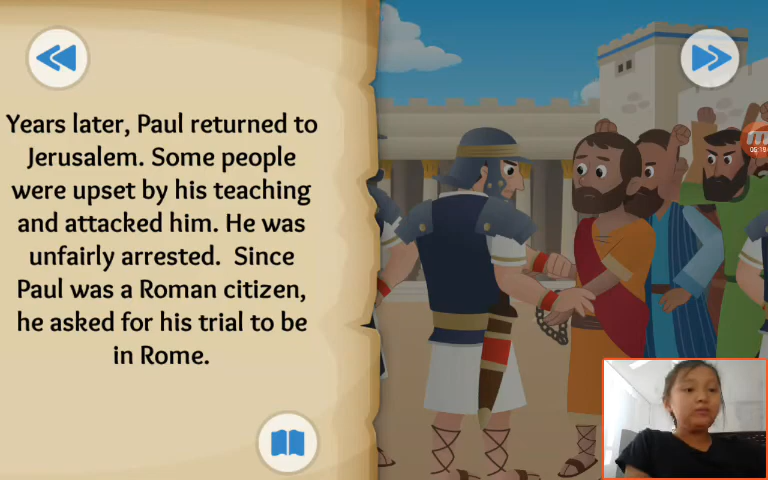 Years later, Paul returned to
Jerusalem. Some people
were upset by his teaching
and attacked him. He was
unfairly arrested.  Since
Paul was a Roman citizen,
he asked for his trial to be
in Rome.